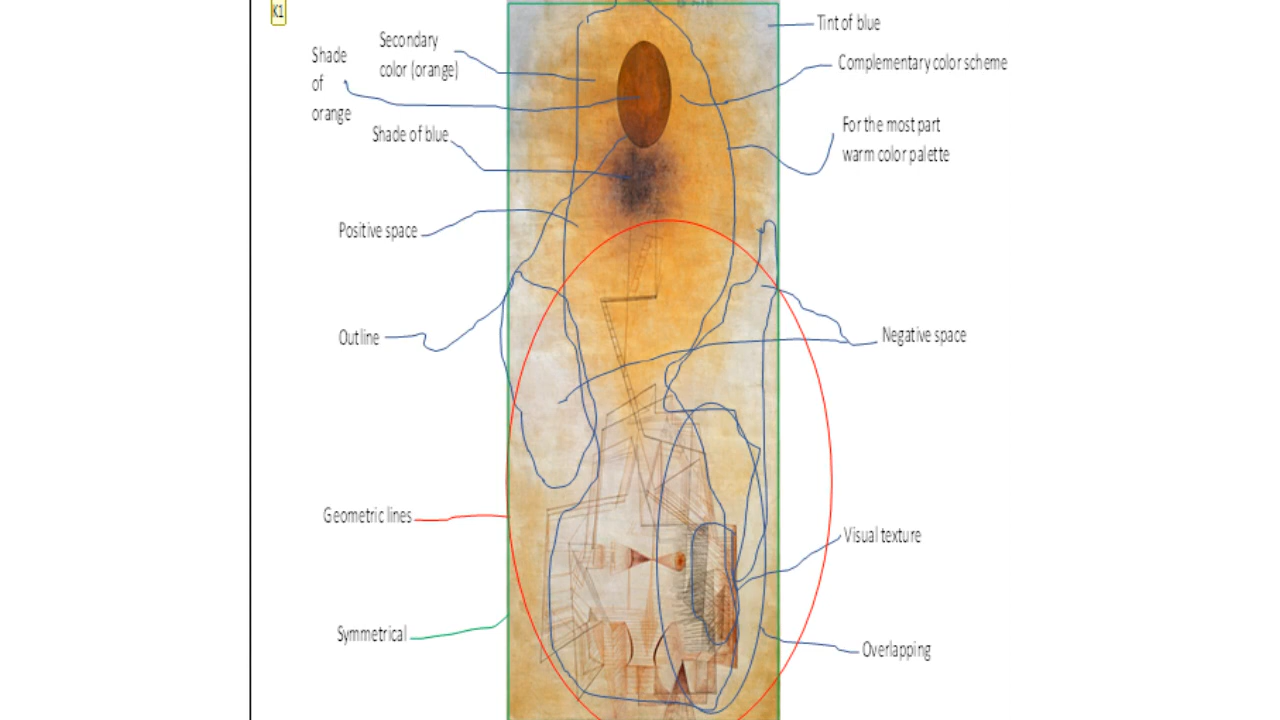 K1
Tint of blue
Secondary
color (orange)
Shade
of
orange
Complementary color scheme
Shade of blue
For the most part
warm color palette
Positive space
Outline
Negative space
Geometric lines
Visual texture
Symmetrical
Overlapping